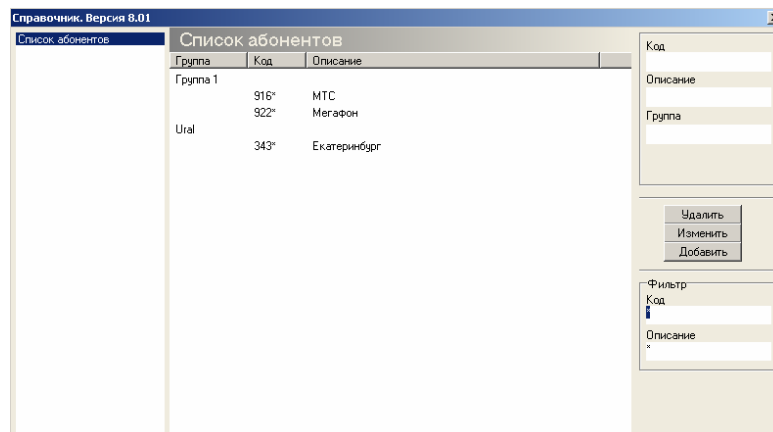 Справочник. Версия 8.01
Список абонентов
Список абонентов
Группа Код Описание
Группа 1
916* МТС
922* Мегафон
Ural
343* Екатеринбург
Код
Описание
Группа
Удалить
Изменить
Добавить
Фильтр
Код
*
Описание
*